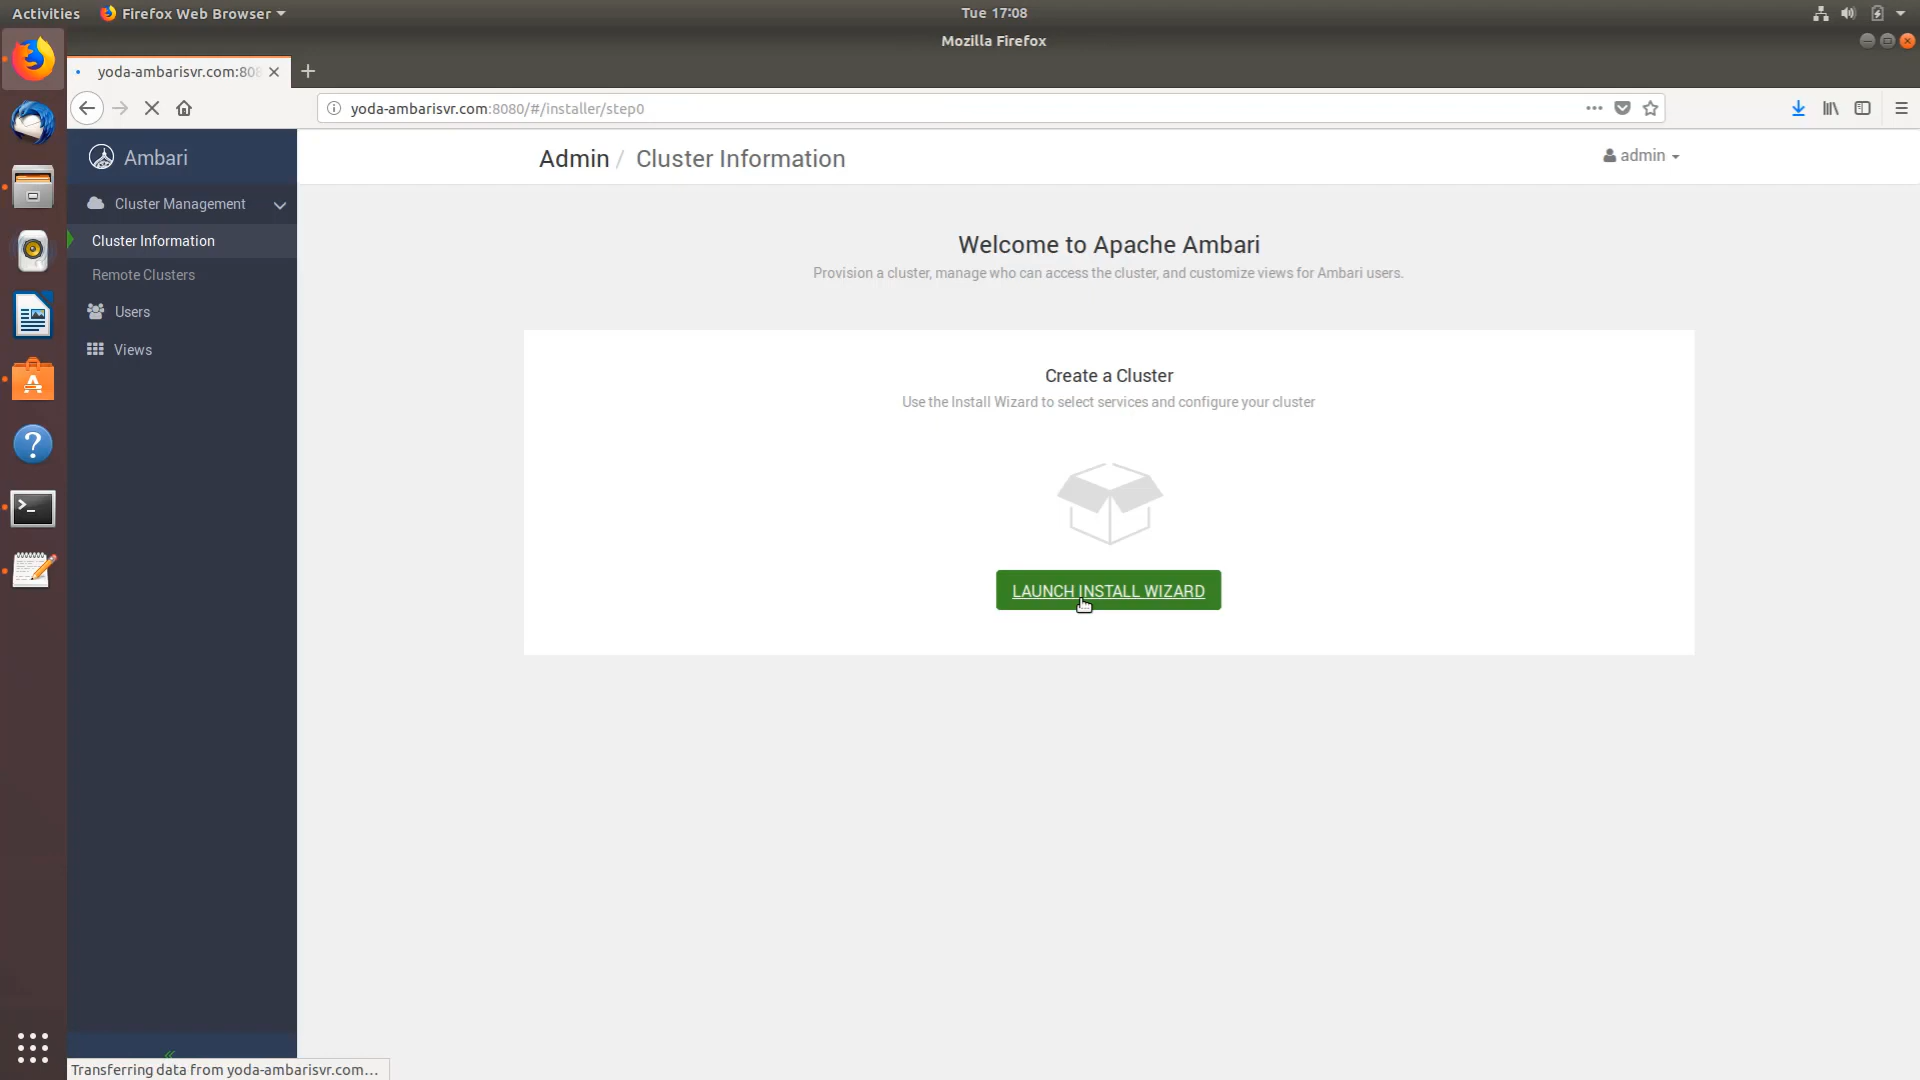 Activities
Firefox Web Browser
Tue 17:08
Mozilla Firefox
yoda-ambarisvr.com:808
yoda-ambarisvr.com:8080/#/installer/step0
Ambari
Admin / Cluster Information
admin
Cluster Management
Cluster Information
Remote Clusters
Users
Views
Welcome to Apache Ambari
Provision a cluster, manage who can access the cluster, and customize views for Ambari users.
Create a Cluster
Use the Install Wizard to select services and configure your cluster
LAUNCH INSTALL WIZARD
Transferring data from yoda-ambarisvr.com...